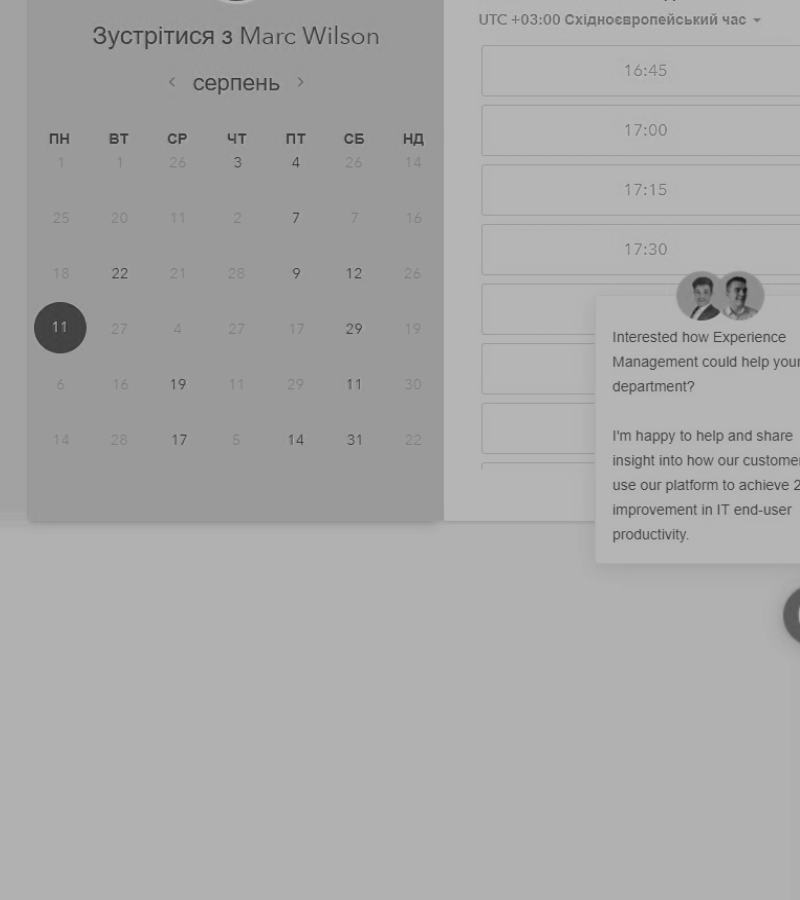 Зустрітися з Marc Wilson
серпень
ПН ВТ СР ЧТ ПТ СБ НД
1 1 26 3 4 26 14
25 20 11 2 7 7 16
18 22 21 28 9 12 26
11 27 4 27 17 29 19
6 16 19 11 29 11 30
14 28 17 5 14 31 22
UTC +03:00 Східноєвропейський час
16:45
17:00
17:15
17:30
Interested how Experience
Management could help your
department?
I'm happy to help and share
insight into how our customer
use our platform to achieve 2
improvement in IT end-user
productivity.